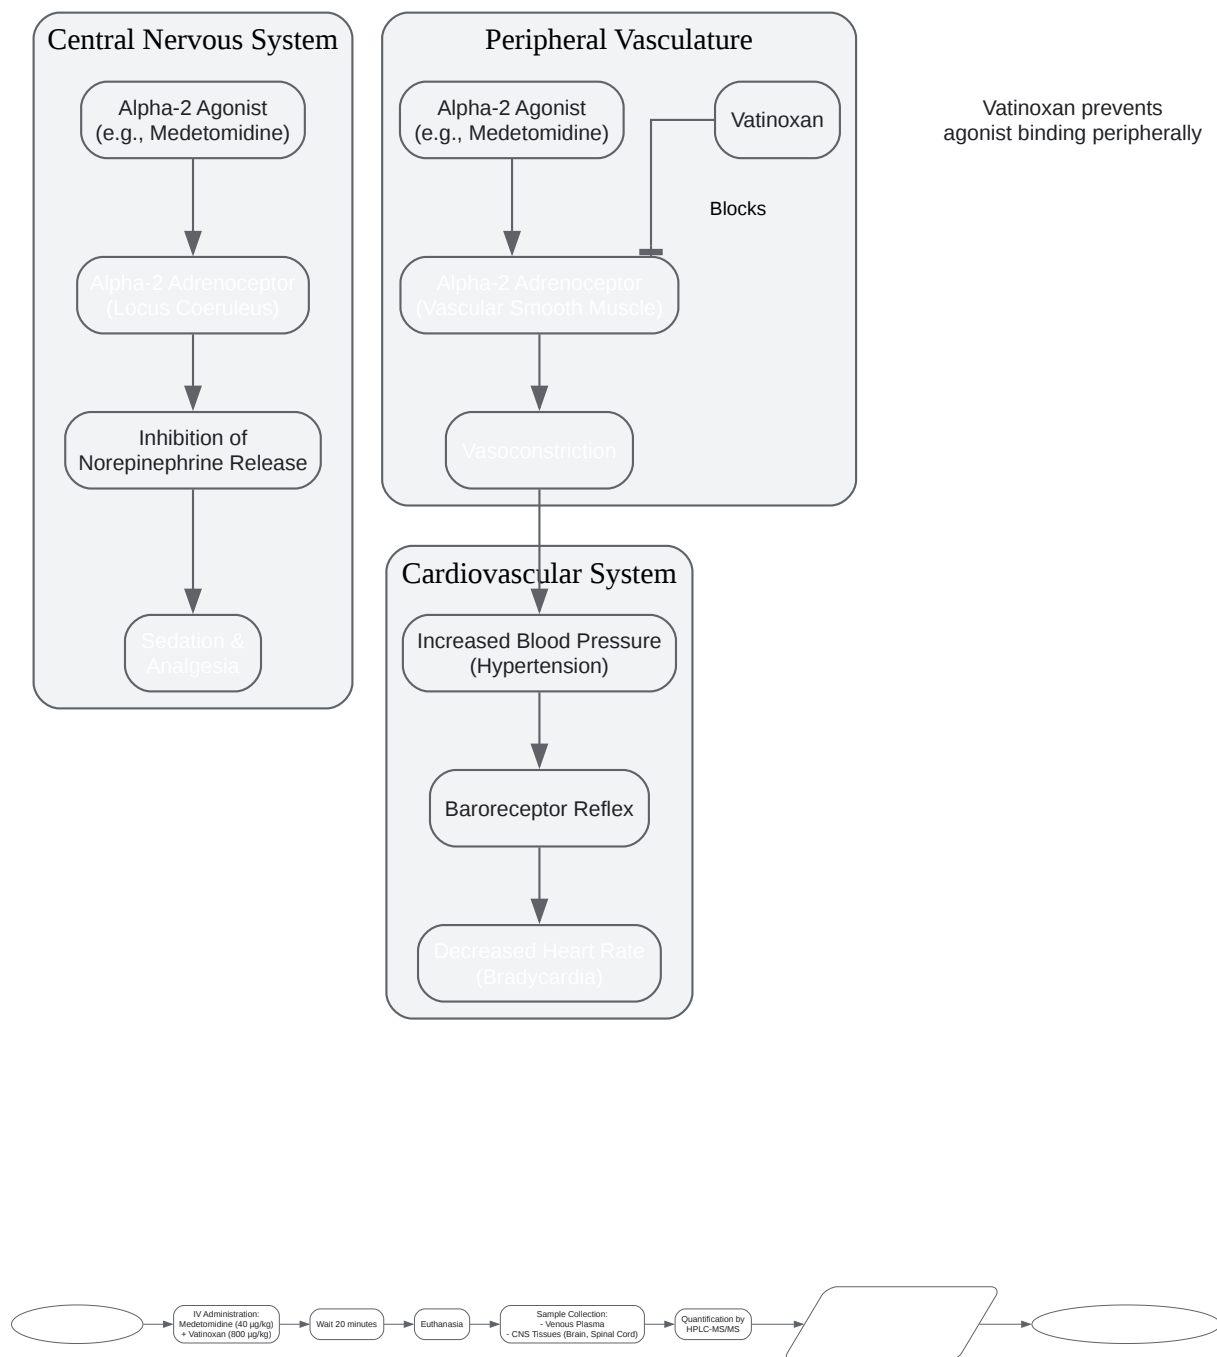 Central Nervous System
Alpha-2 Agonist
(e.g., Medetomidine)
Alpha-2 Adrenoceptor
(Locus Coeruleus)
Inhibition of
Norepinephrine Release
Sedation &
Analgesia
Peripheral Vasculature
Alpha-2 Agonist
(e.g., Medetomidine)
Vatinoxan
Blocks
Alpha-2 Adrenoceptor
(Vascular Smooth Muscle)
Vasoconstriction
Vatinoxan prevents
agonist binding peripherally
Cardiovascular System
Increased Blood Pressure
(Hypertension)
Baroreceptor Reflex
Decreased Heart Rate
(Bradycardia)
IV Administration:
Medetomidine (40 µg/kg)
+ Vatinoxan (800 µg/kg)
Wait 20 minutes
Euthanasia
Sample Collection:
- Venous Plasma
- CNS Tissues (Brain, Spinal Cord)
Quantification by
HPLC-MS/MS